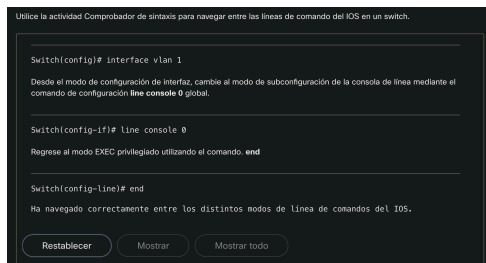 Utilice la actividad Comprobador de sintaxis para navegar entre las líneas de comando del IOS en un switch.
Switch(config)# interface vlan 1
Desde el modo de configuración de interfaz, cambie al modo de subconfiguración de la consola de línea mediante el
comando de configuración line console 0 global.
Switch(config-if)# line console 0
Regrese al modo EXEC privilegiado utilizando el comando. end
Switch(config-line)# end
Ha navegado correctamente entre los distintos modos de línea de comandos del IOS.
Restablecer Mostrar Mostrar todo